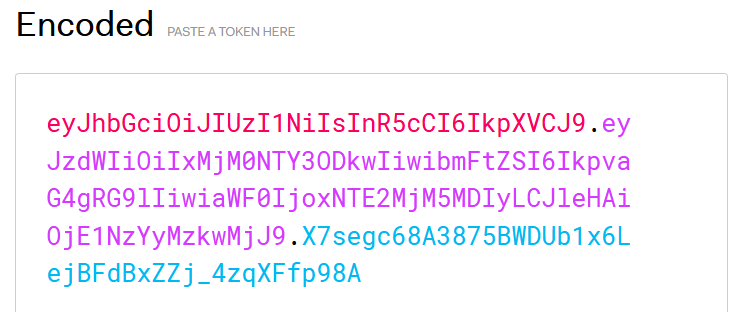 Encoded PASTE A TOKEN HERE
eyJhbGciOiJIUzI1NiIsInR5cCI6IkpXVCJ9.ey
JzdWIiOiIxMjM0NTY3ODkwIiwibmFtZSI6Ikpva
G4gRG9lIiwiaWF0IjoxNTE2MjM5MDIyLCJleHAi
OjE1NzYyMzkwMjJ9.X7segc68A3875BWDUb1x6L
ejBFdBxZZj_4zqXFfp98A